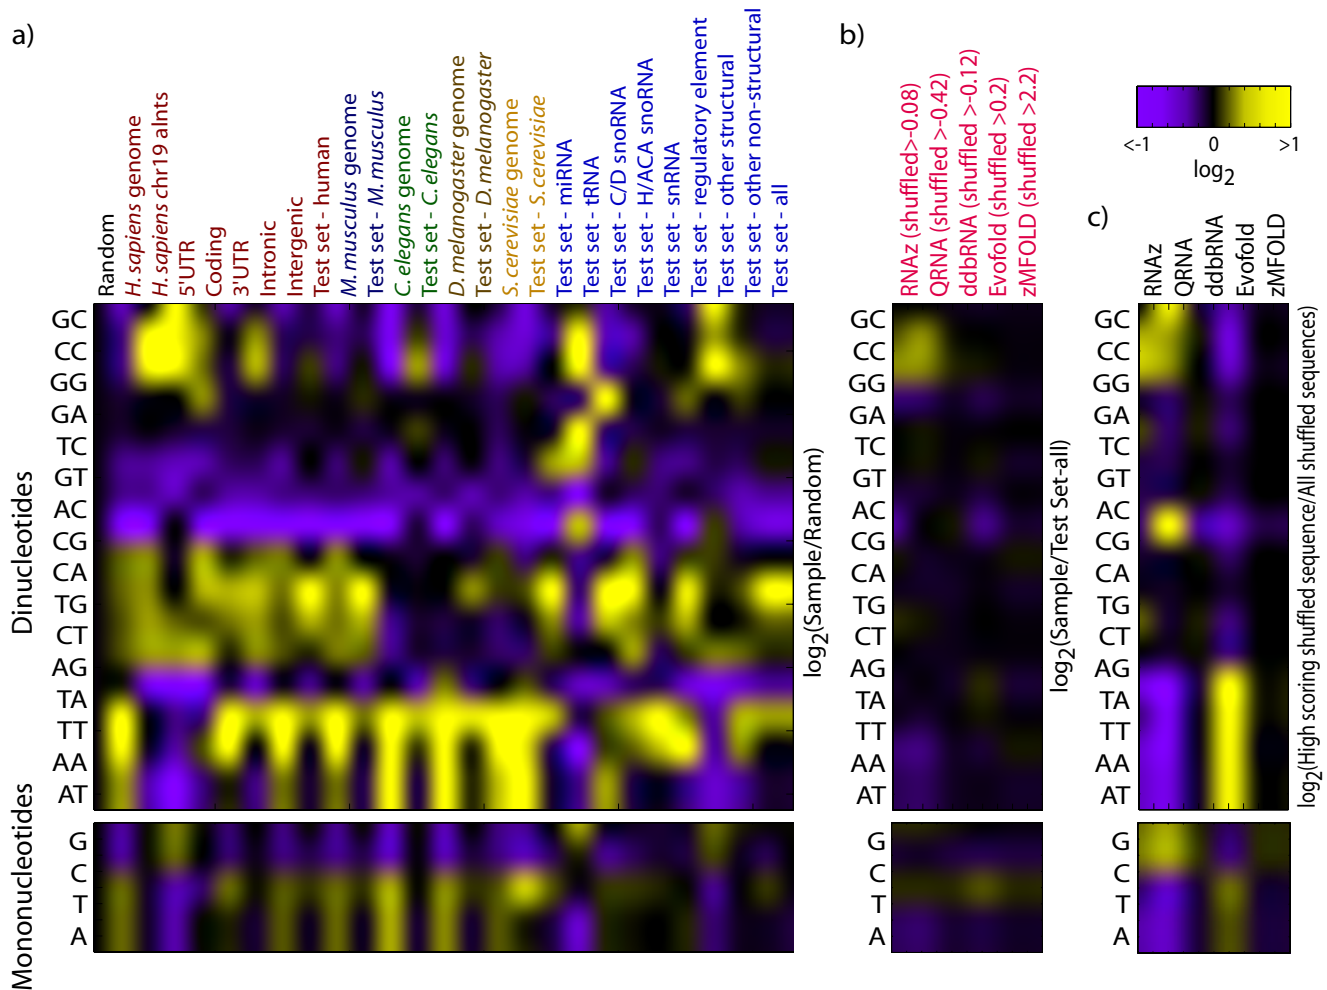 a)
Random
H. sapiens genome
H. sapiens chr19 alnts
5'UTR
Coding
3'UTR
Intronic
Intergenic
Test set - human
M. musculus genome
Test set - M. musculus
C. elegans genome
Test set - C. elegans
D. melanogaster genome
Test set - D. melanogaster
S. cerevisiae genome
Test set - S. cerevisiae
Test set - miRNA
Test set - tRNA
Test set - C/D snoRNA
Test set - H/ACA snoRNA
Test set - snRNA
Test set - regulatory element
Test set - other structural
Test set - other non-structural
Test set - all
Dinucleotides
GC
CC
GG
GA
TC
GT
AC
CG
CA
TG
CT
AG
TA
TT
AA
AT
Mononucleotides
G
C
T
A
log2(Sample/Random)
b)
RNAz (shuffled>-0.08)
QRNA (shuffled >-0.42)
ddbRNA (shuffled >-0.12)
Evofold (shuffled >0.2)
zMFOLD (shuffled >2.2)
GC
CC
GG
GA
TC
GT
AC
CG
CA
TG
CT
AG
TA
TT
AA
AT
G
C
T
A
log2(Sample/Test Set-all)
<-1 0 >1
log2
c)
RNAz
QRNA
ddbRNA
Evofold
zMFOLD
GC
CC
GG
GA
TC
GT
AC
CG
CA
TG
CT
AG
TA
TT
AA
AT
G
C
T
A
log2(High scoring shuffled sequence/All shuffled sequences)